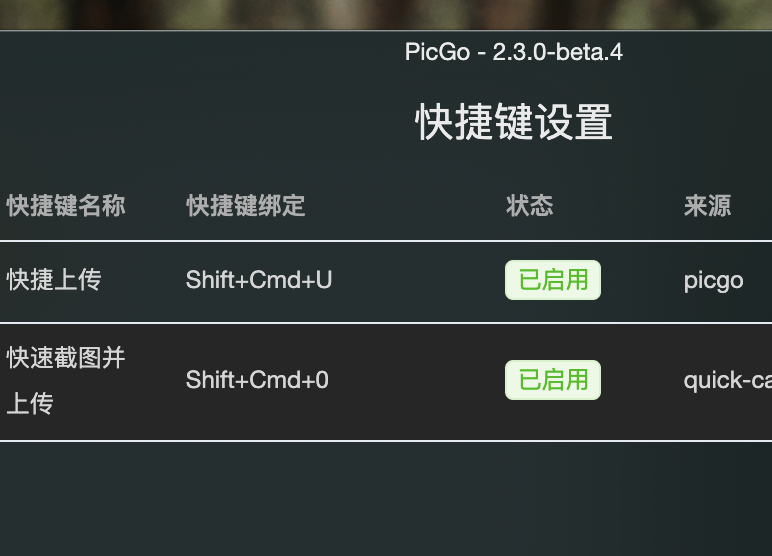 PicGo - 2.3.0-beta.4
快捷键设置
快捷键名称 快捷键绑定 状态 来源
快捷上传 Shift+Cmd+U 已启用 picgo
快速截图并
上传 Shift+Cmd+0 已启用 quick-ca